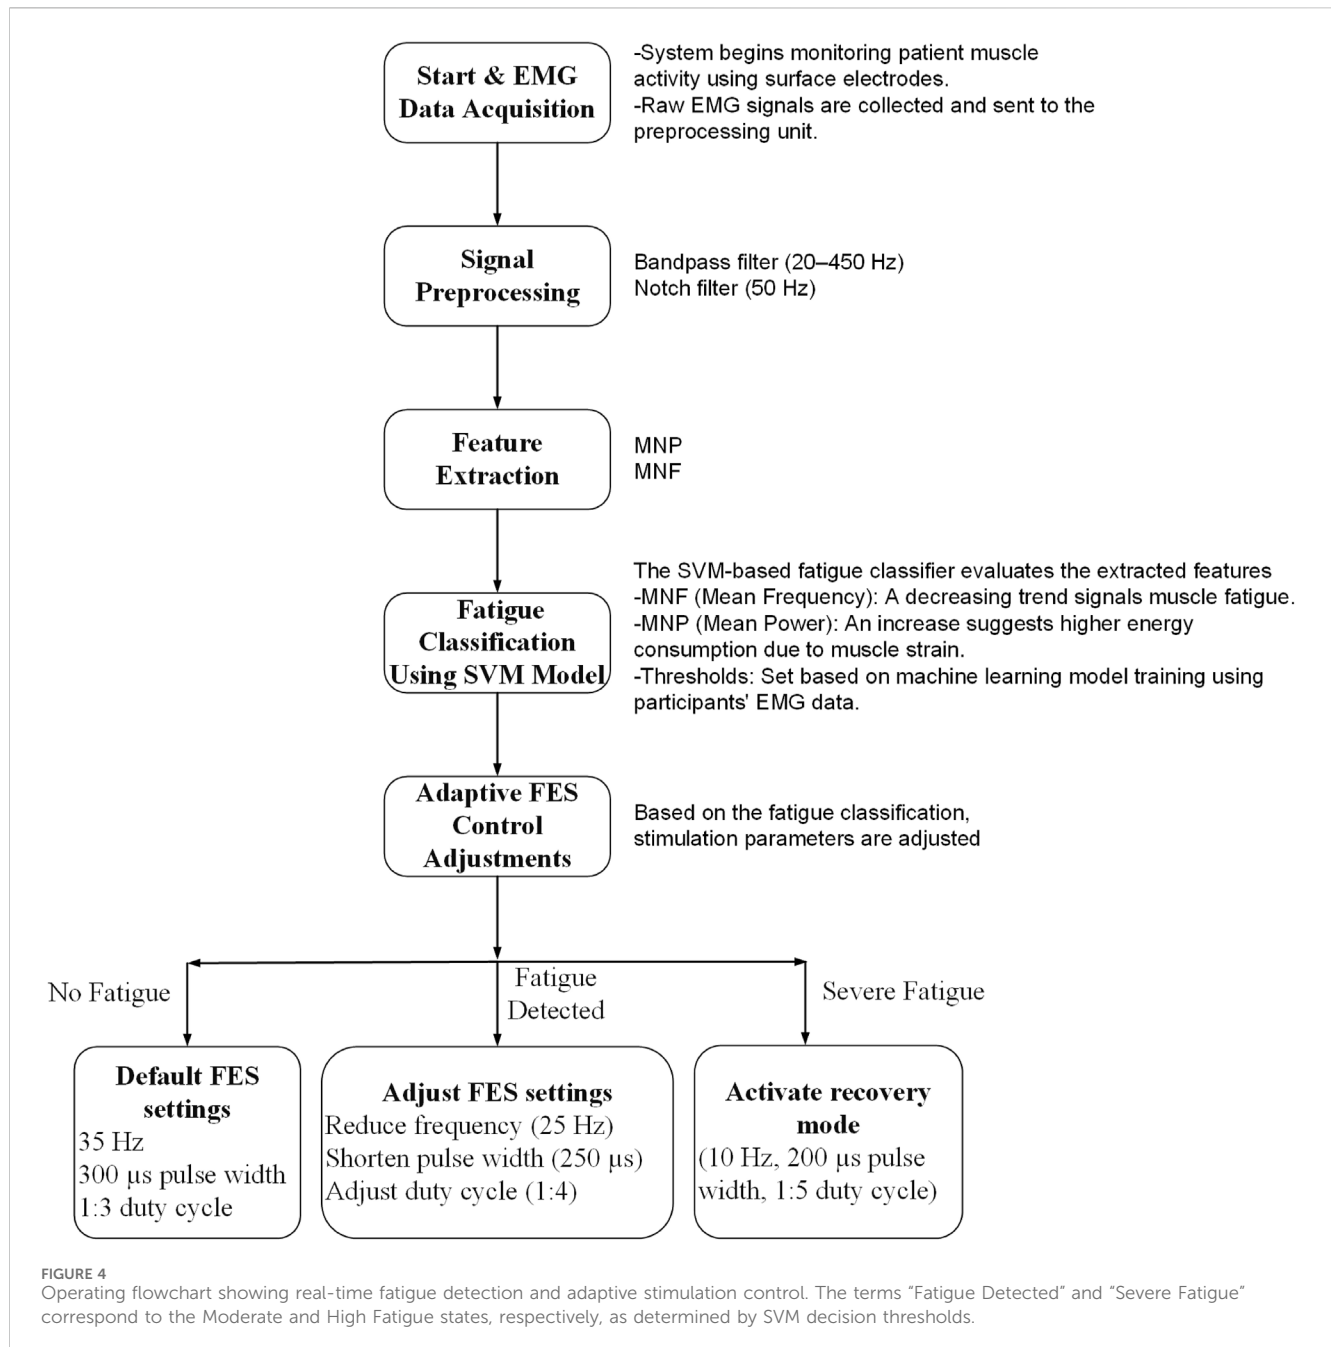 Start & EMG
Data Acquisition
-System begins monitoring patient muscle
activity using surface electrodes.
-Raw EMG signals are collected and sent to the
preprocessing unit.
Signal
Preprocessing
Bandpass filter (20–450 Hz)
Notch filter (50 Hz)
Feature
Extraction
MNP
MNF
Fatigue
Classification
Using SVM Model
The SVM-based fatigue classifier evaluates the extracted features
-MNF (Mean Frequency): A decreasing trend signals muscle fatigue.
-MNP (Mean Power): An increase suggests higher energy
consumption due to muscle strain.
-Thresholds: Set based on machine learning model training using
participants' EMG data.
Adaptive FES
Control
Adjustments
Based on the fatigue classification,
stimulation parameters are adjusted
No Fatigue
Fatigue
Detected
Severe Fatigue
Default FES
settings
35 Hz
300 µs pulse width
1:3 duty cycle
Adjust FES settings
Reduce frequency (25 Hz)
Shorten pulse width (250 µs)
Adjust duty cycle (1:4)
Activate recovery
mode
(10 Hz, 200 µs pulse
width, 1:5 duty cycle)
FIGURE 4
Operating flowchart showing real-time fatigue detection and adaptive stimulation control. The terms “Fatigue Detected” and “Severe Fatigue”
correspond to the Moderate and High Fatigue states, respectively, as determined by SVM decision thresholds.